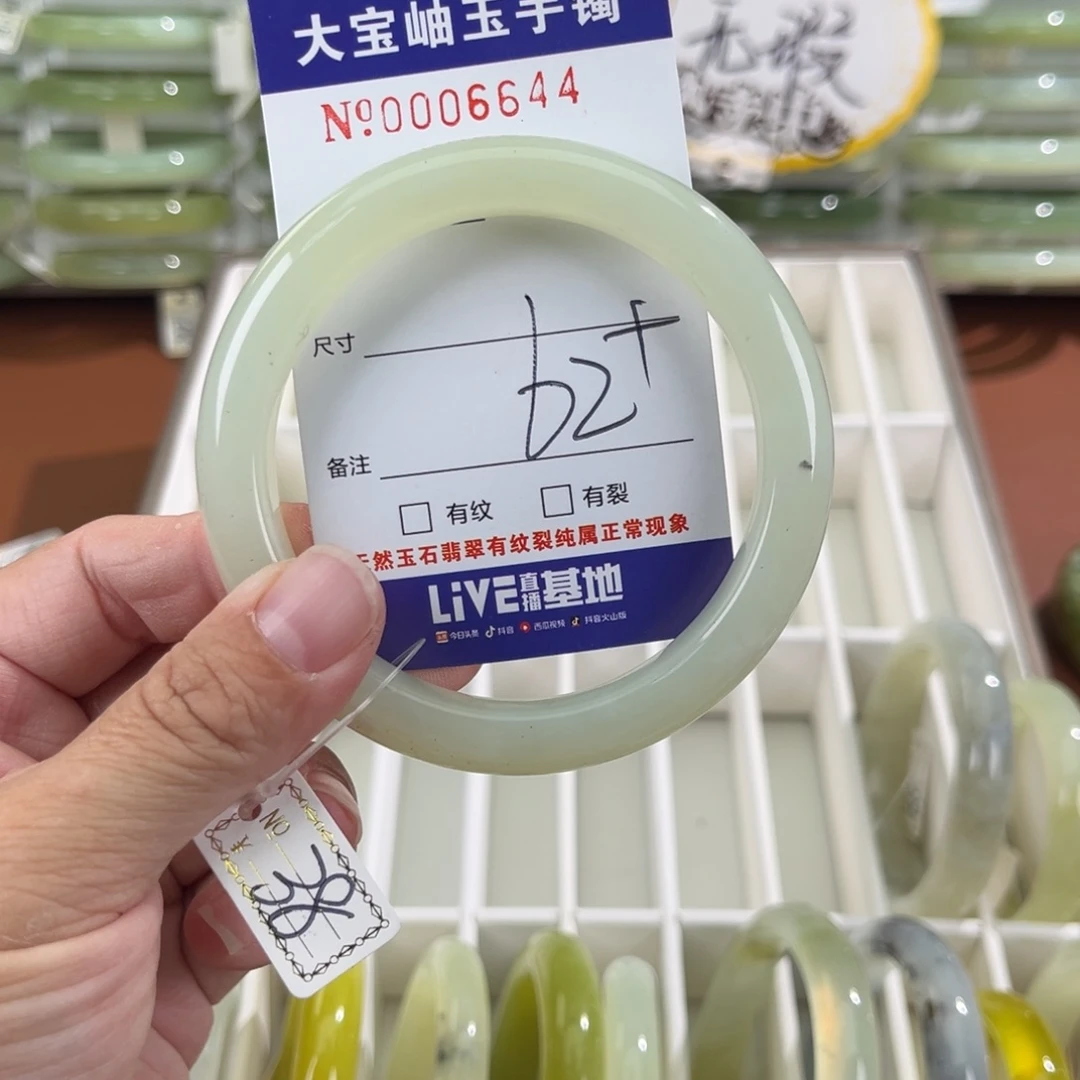 大宝岫玉手镯
Nº0006644
无瑕
尺寸
62+
备注
□ 有纹 □ 有裂
天然玉石翡翠有纹裂纯属正常现象
LiVE直播基地
今日头条 抖音 西瓜视频 抖音火山版
NO
38